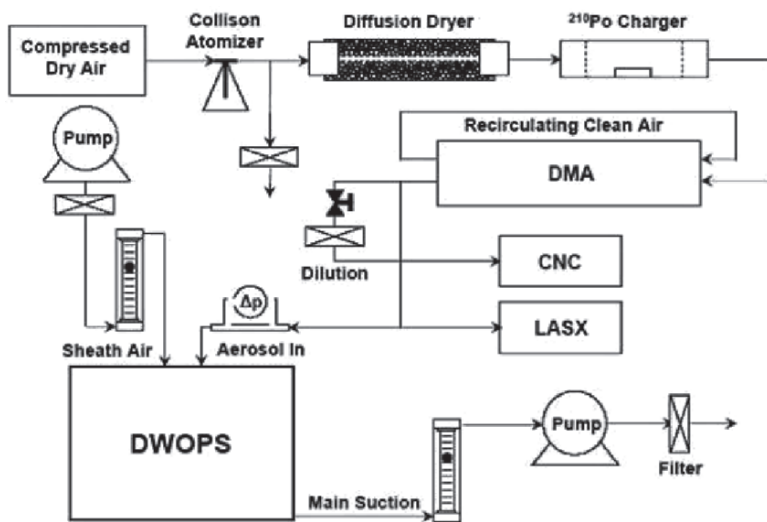 Compressed
Dry Air
Collison
Atomizer
Diffusion Dryer
²¹⁰Po Charger
Pump
Recirculating Clean Air
DMA
Dilution
CNC
Δp
LASX
Sheath Air
Aerosol In
DWOPS
Main Suction
Pump
Filter